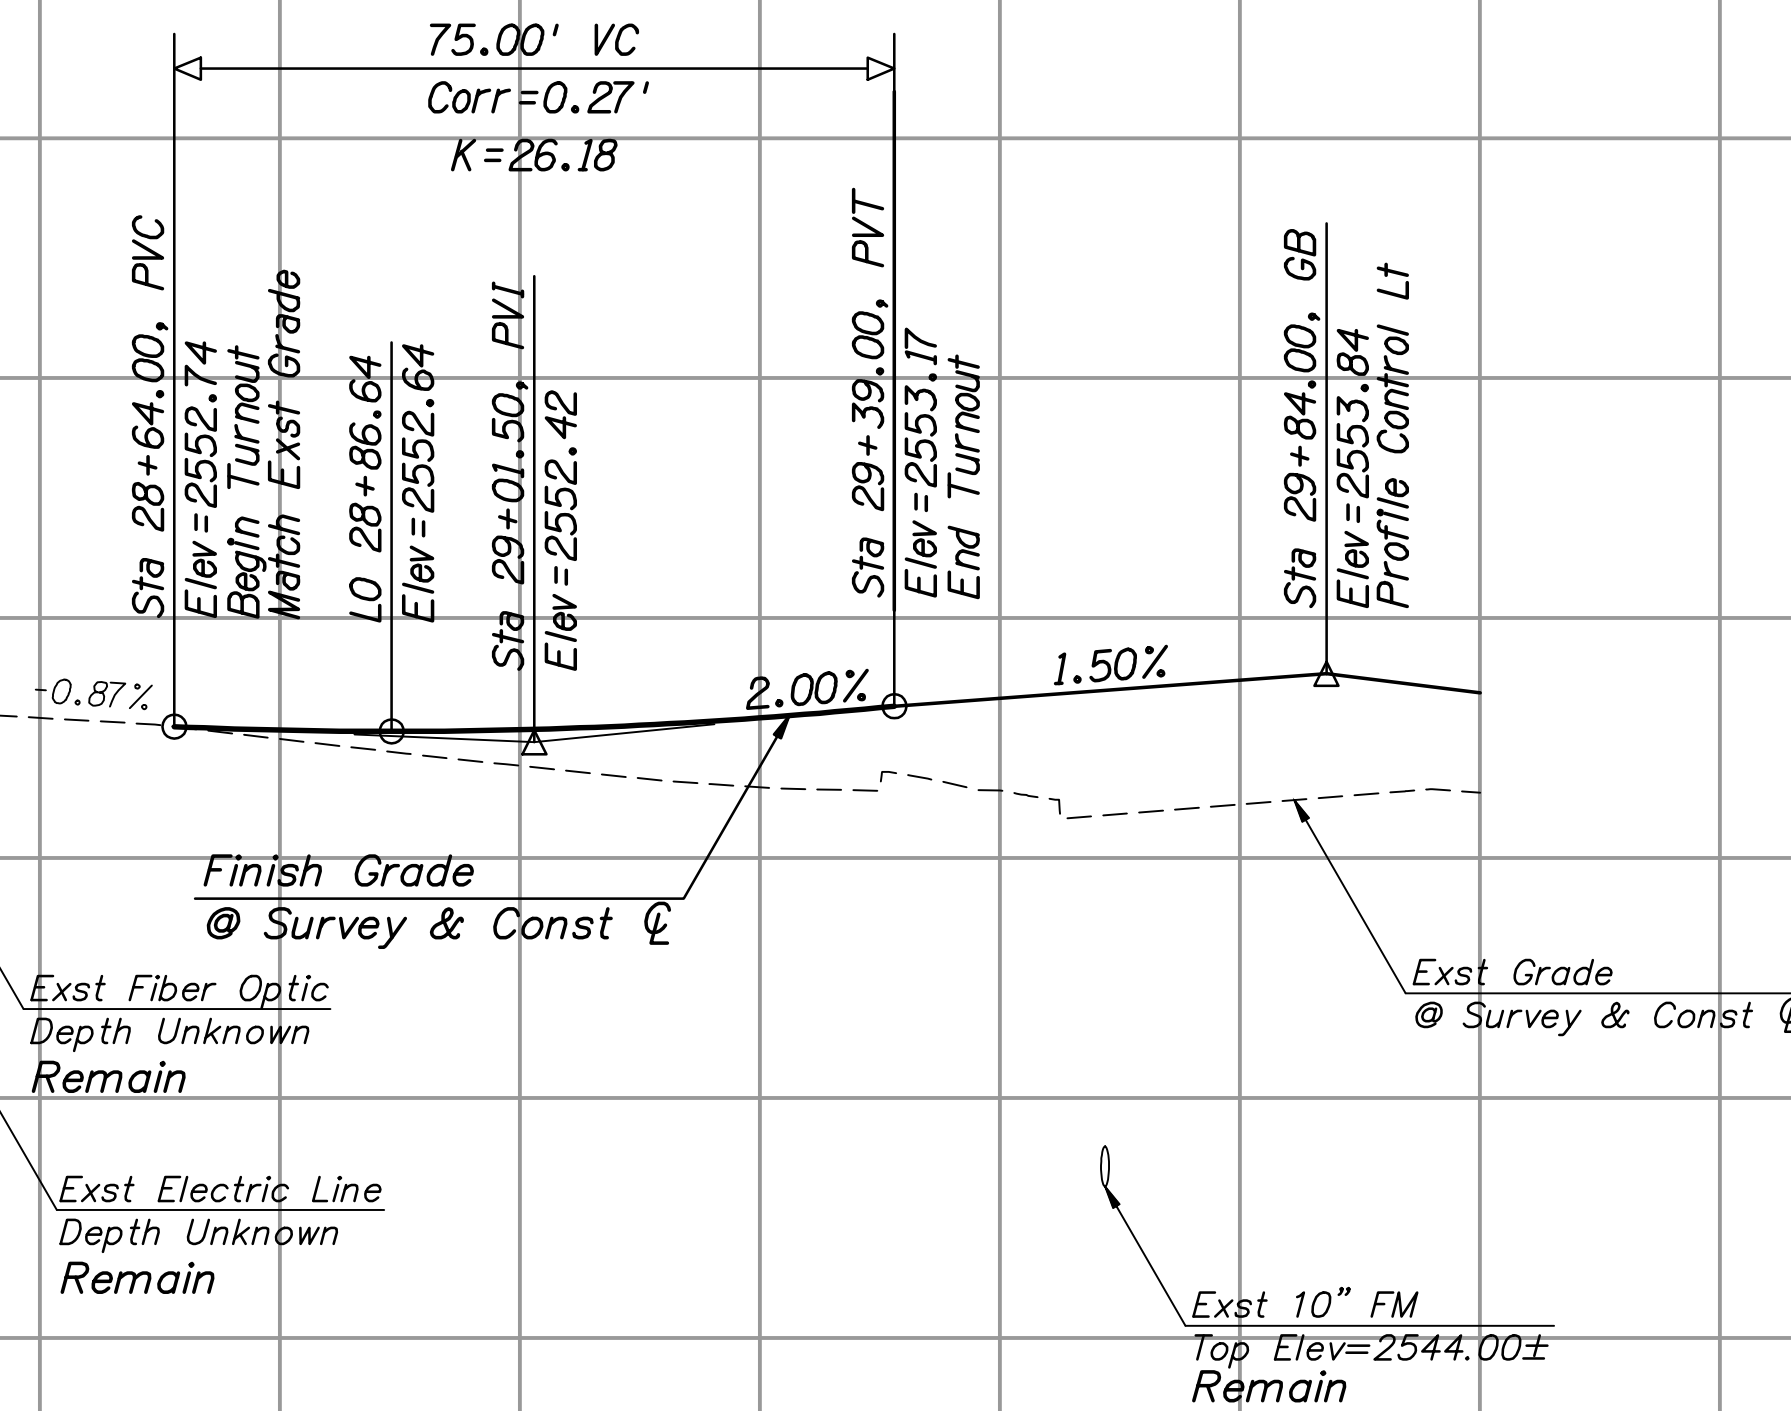 75.00' VC
Corr=0.27'
K=26.18
Sta 28+64.00, PVC
Elev=2552.74
Begin Turnout
Match Exst Grade
LO 28+86.64
Elev=2552.64
Sta 29+01.50, PVI
Elev=2552.42
Sta 29+39.00, PVT
Elev=2553.17
End Turnout
Sta 29+84.00, GB
Elev=2553.84
Profile Control Lt
-0.87%
2.00%
1.50%
Finish Grade
@ Survey & Const ℄
Exst Grade
@ Survey & Const ℄
Exst Fiber Optic
Depth Unknown
Remain
Exst Electric Line
Depth Unknown
Remain
Exst 10” FM
Top Elev=2544.00±
Remain